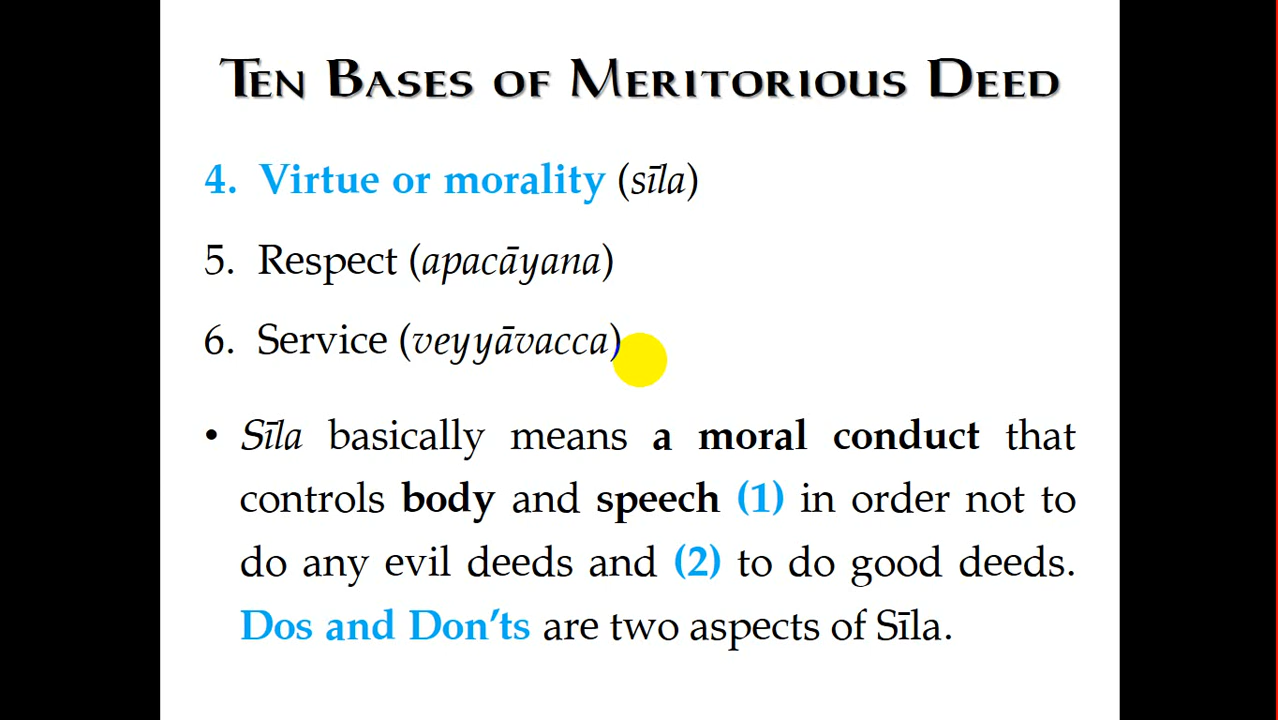 Ten Bases of Meritorious Deed
4. Virtue or morality (sīla)
5. Respect (apacāyana)
6. Service (veyyāvacca)
• Sīla basically means a moral conduct that
controls body and speech (1) in order not to
do any evil deeds and (2) to do good deeds.
Dos and Don’ts are two aspects of Sīla.